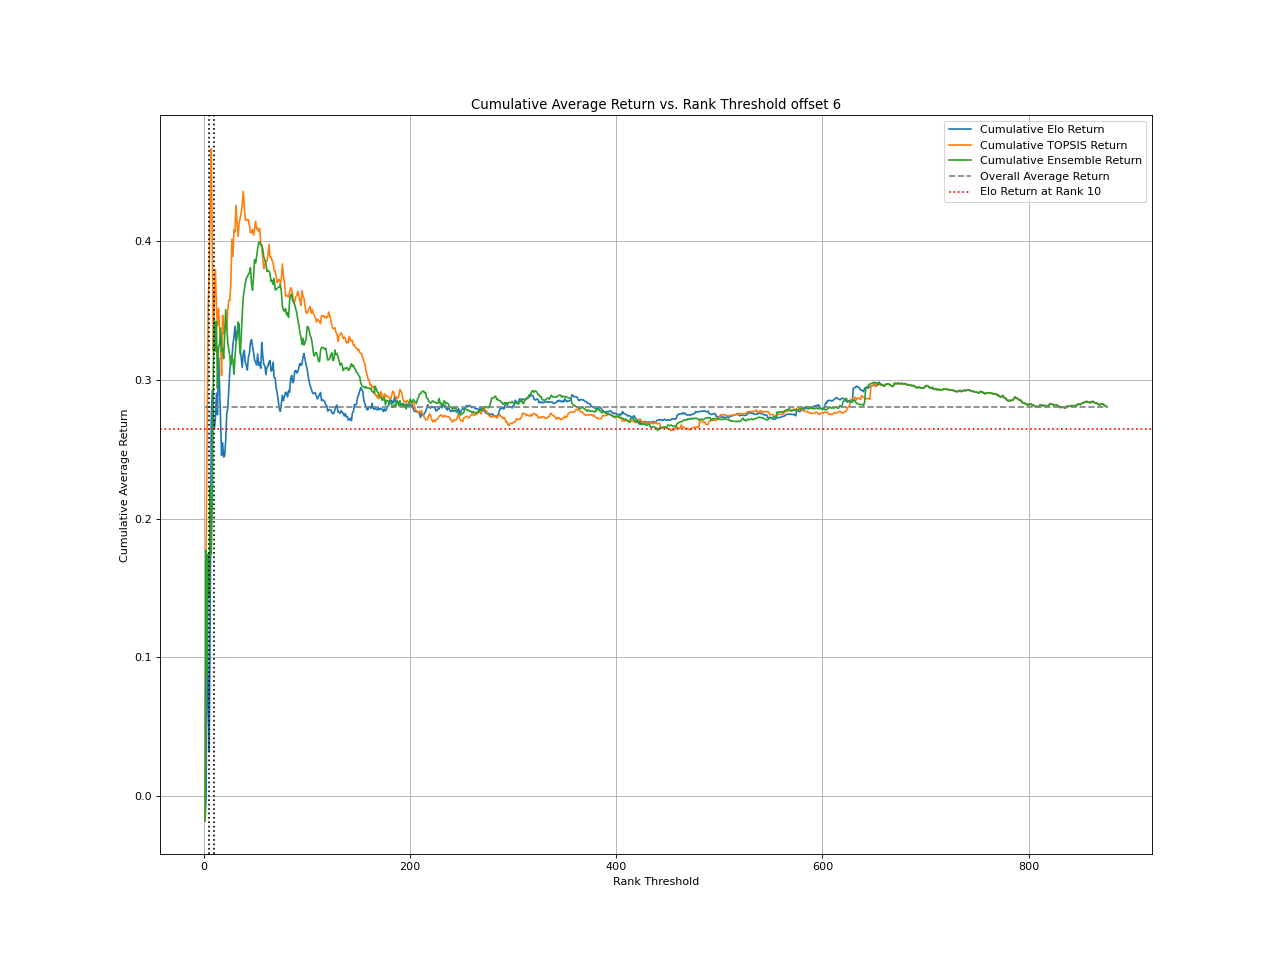 Cumulative Average Return vs. Rank Threshold offset 6
Cumulative Elo Return
Cumulative TOPSIS Return
Cumulative Ensemble Return
Overall Average Return
Elo Return at Rank 10
Cumulative Average Return
0.4
0.3
0.2
0.1
0.0
0
200
400
600
800
Rank Threshold